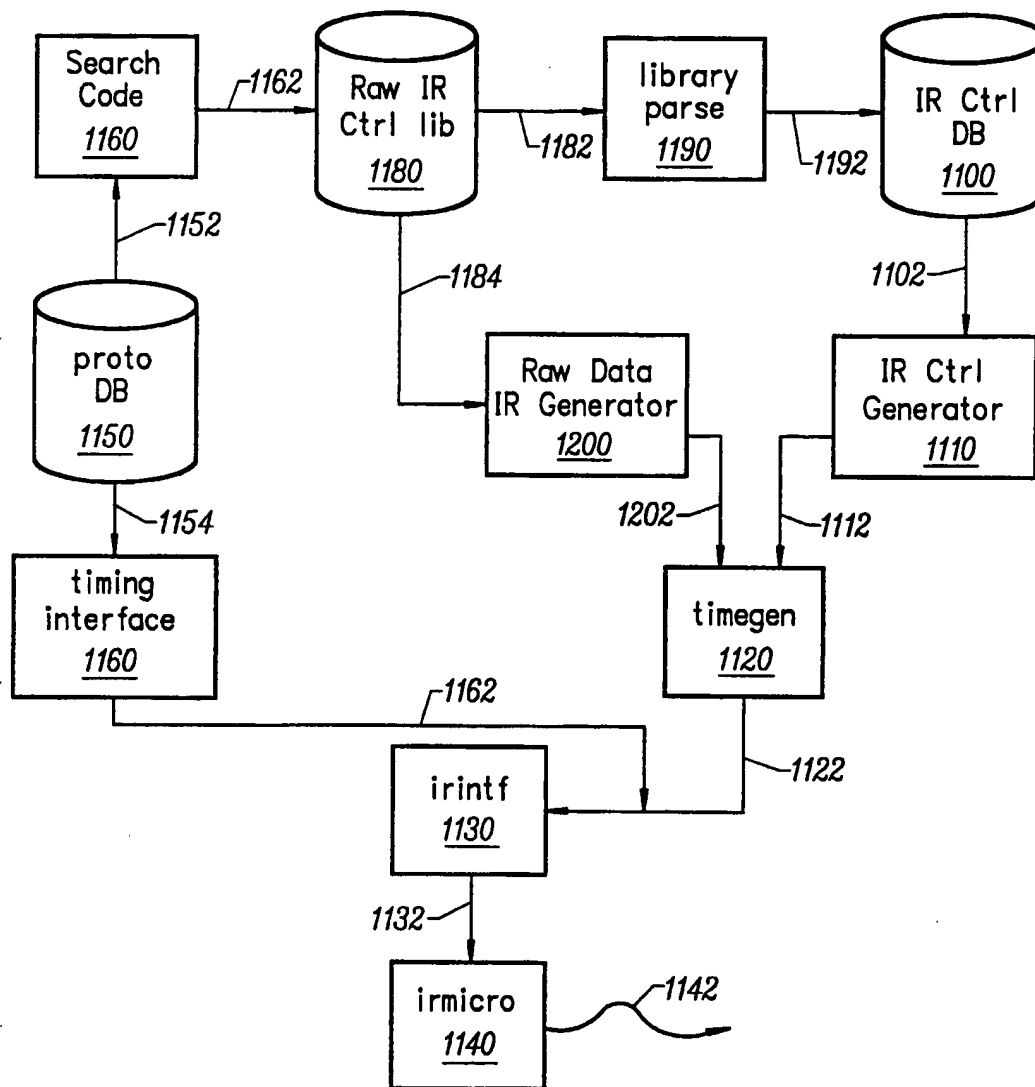 Search
Code
1160
1162
Raw IR
Ctrl lib
1180
1182
library
parse
1190
1192
IR Ctrl
DB
1100
1152
1184
1102
proto
DB
1150
Raw Data
IR Generator
1200
IR Ctrl
Generator
1110
1154
1202
1112
timing
interface
1160
timegen
1120
1162
1122
irintf
1130
1132
irmicro
1140
1142